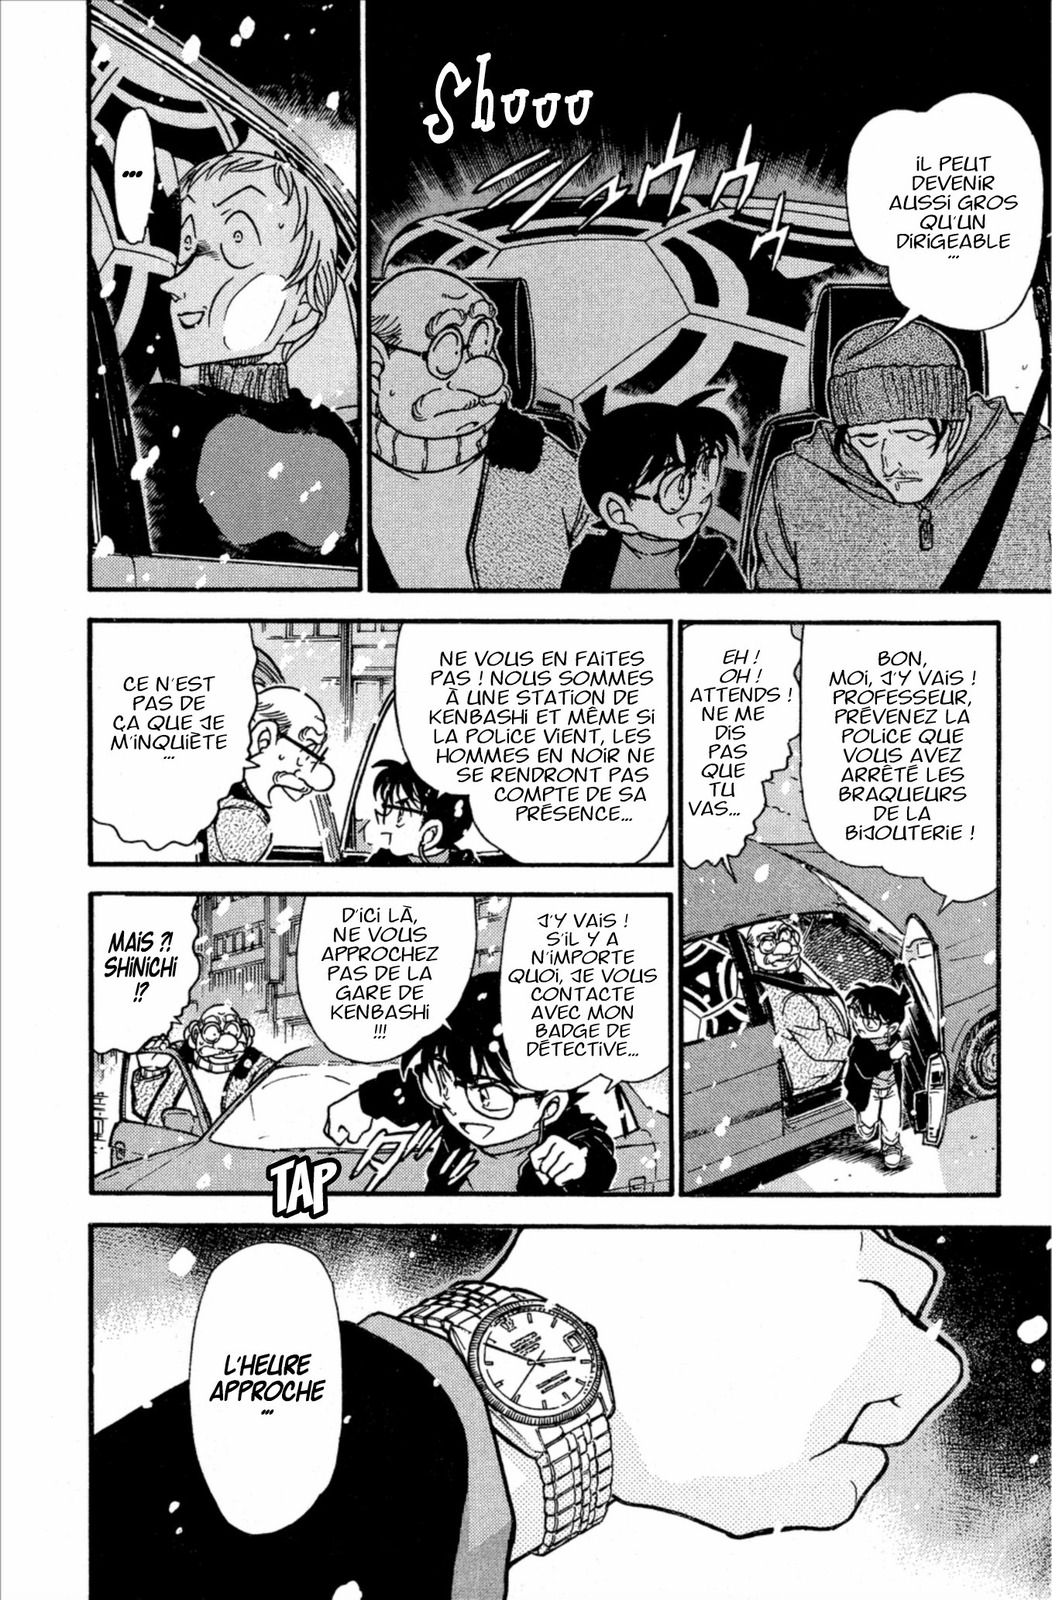 IL PEUT
DEVENIR
AUSSI GROS
QU'UN
DIRIGEABLE
...
Shooo
シュウウウ
...
BON,
MOI, J'Y VAIS !
PROFESSEUR,
PRÉVENEZ LA
POLICE QUE
VOUS AVEZ
ARRÊTÉ LES
BRAQUEURS
DE LA
BIJOUTERIE !
EH !
OH !
ATTENDS !
NE ME
DIS
PAS
QUE
TU
VAS...
NE VOUS EN FAITES
PAS ! NOUS SOMMES
À UNE STATION DE
KENBASHI ET MÊME SI
LA POLICE VIENT, LES
HOMMES EN NOIR NE
SE RENDRONT PAS
COMPTE DE SA
PRÉSENCE...
CE N'EST
PAS DE
ÇA QUE JE
M'INQUIÈTE
...
J'Y VAIS !
S'IL Y A
N'IMPORTE
QUOI, JE VOUS
CONTACTE
AVEC MON
BADGE DE
DÉTECTIVE...
D'ICI LÀ,
NE VOUS
APPROCHEZ
PAS DE LA
GARE DE
KENBASHI
!!!
MAIS ?!
SHINICHI
!?
ダダ
TAP
L'HEURE
APPROCHE
...